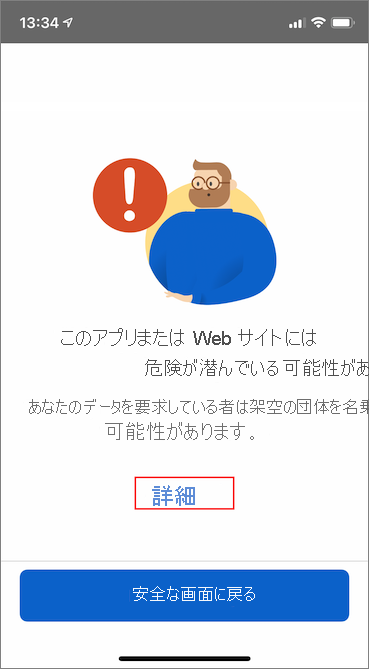 13:34
!
このアプリまたは Web サイトには
危険が潜んでいる可能性があ
あなたのデータを要求している者は架空の団体を名乗
可能性があります。
詳細
安全な画面に戻る